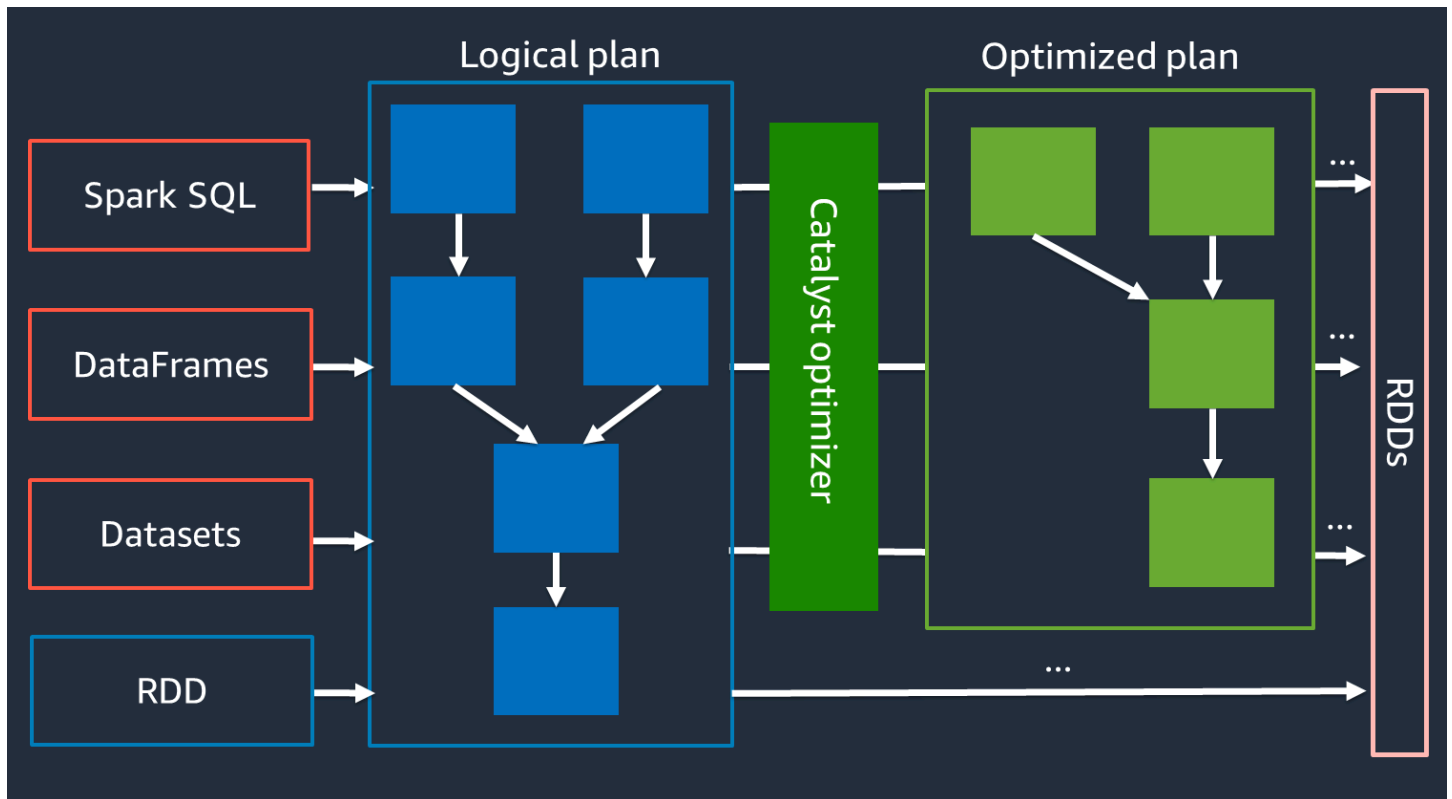 Logical plan
Optimized plan
Spark SQL
DataFrames
Datasets
RDD
Catalyst optimizer
...
...
...
...
RDDs